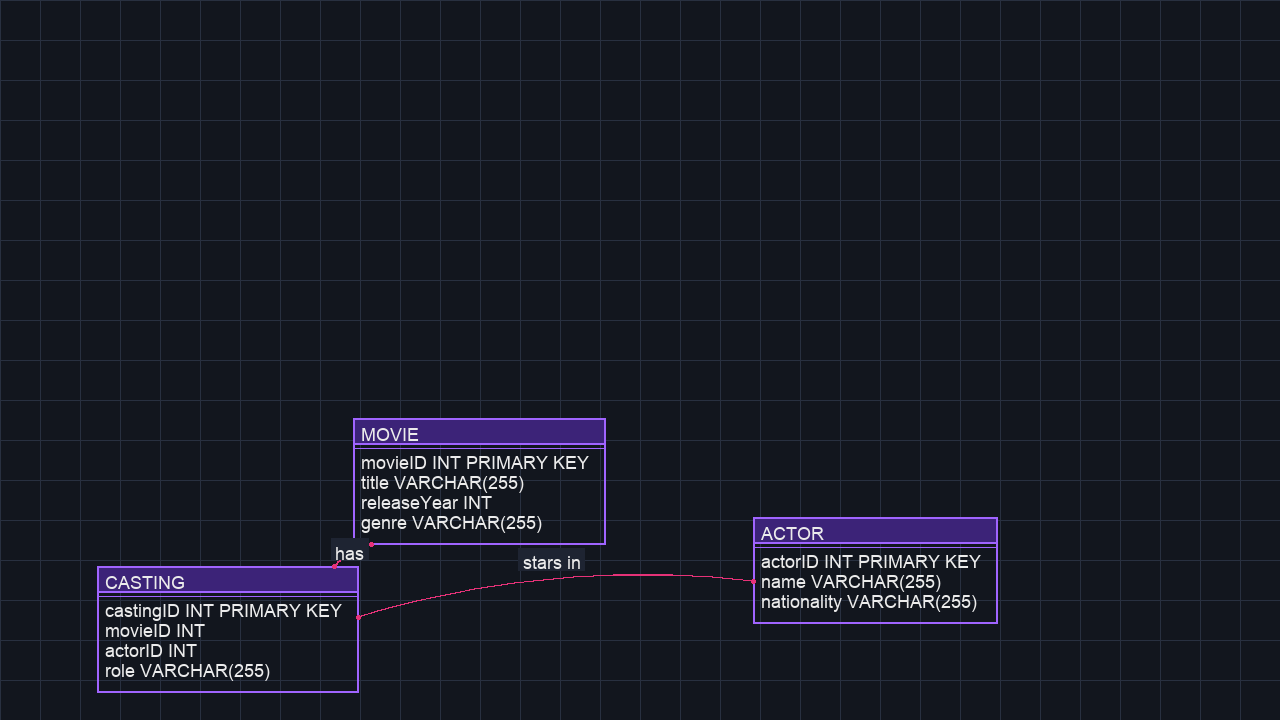 MOVIE
movieID INT PRIMARY KEY
title VARCHAR(255)
releaseYear INT
genre VARCHAR(255)
has
stars in
ACTOR
actorID INT PRIMARY KEY
name VARCHAR(255)
nationality VARCHAR(255)
CASTING
castingID INT PRIMARY KEY
movieID INT
actorID INT
role VARCHAR(255)